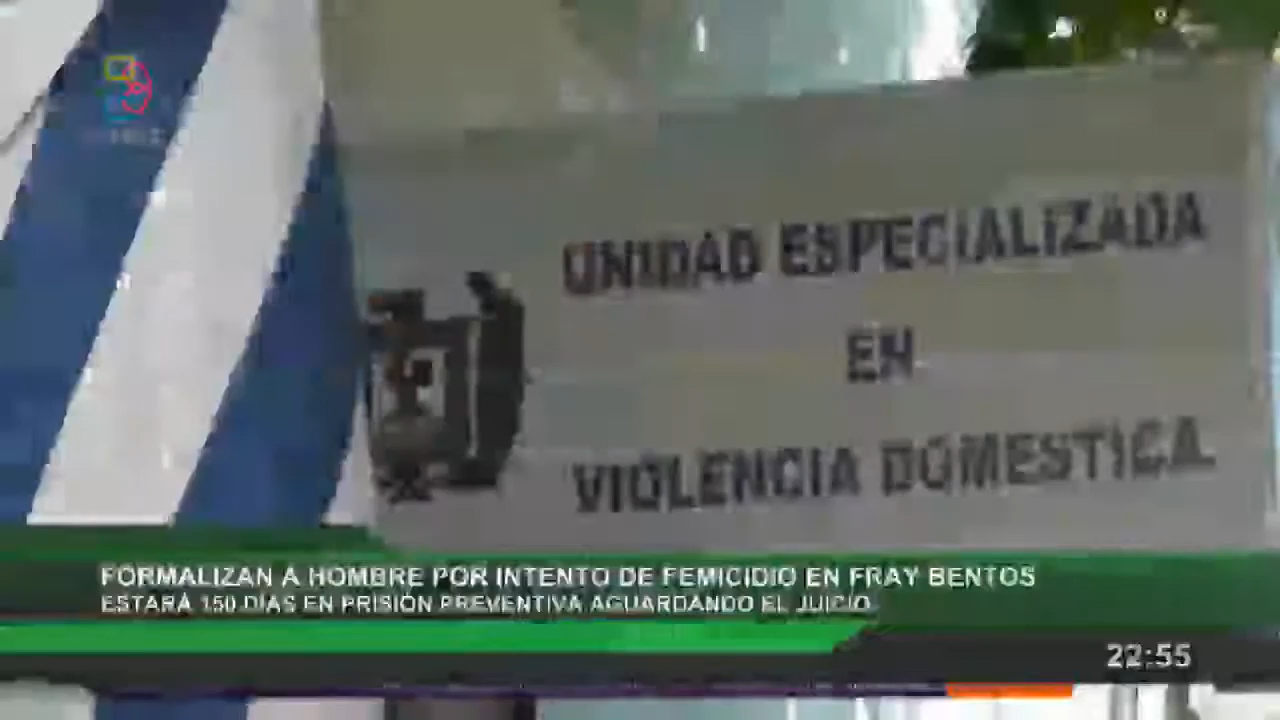 UNIDAD ESPECIALIZADA
EN
VIOLENCIA DOMESTICA
FORMALIZAN A HOMBRE POR INTENTO DE FEMICIDIO EN FRAY BENTOS
ESTARÁ 150 DÍAS EN PRISIÓN PREVENTIVA AGUARDANDO EL JUICIO
22:55